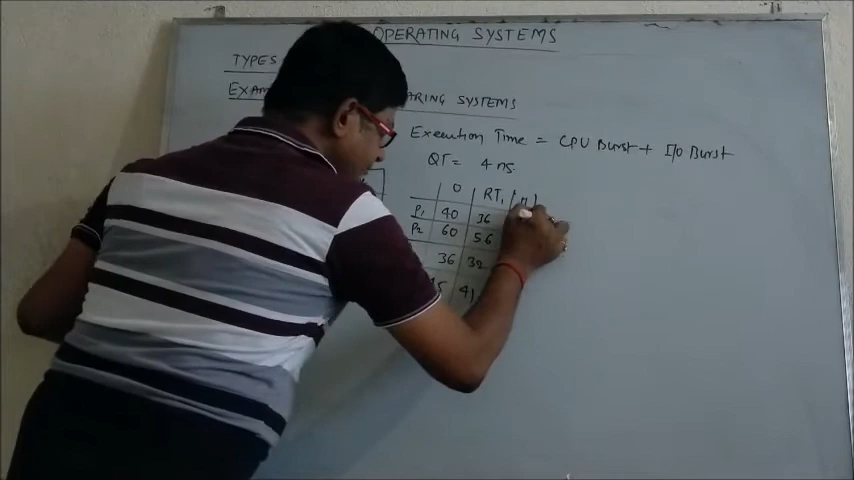 OPERATING SYSTEMS
TYPES
ARING SYSTEMS
Execution Time = CPU Burst + I/O Burst
QT= 4 ns.
0 RT1
P1 40 36
P2 60 56
36 32
41